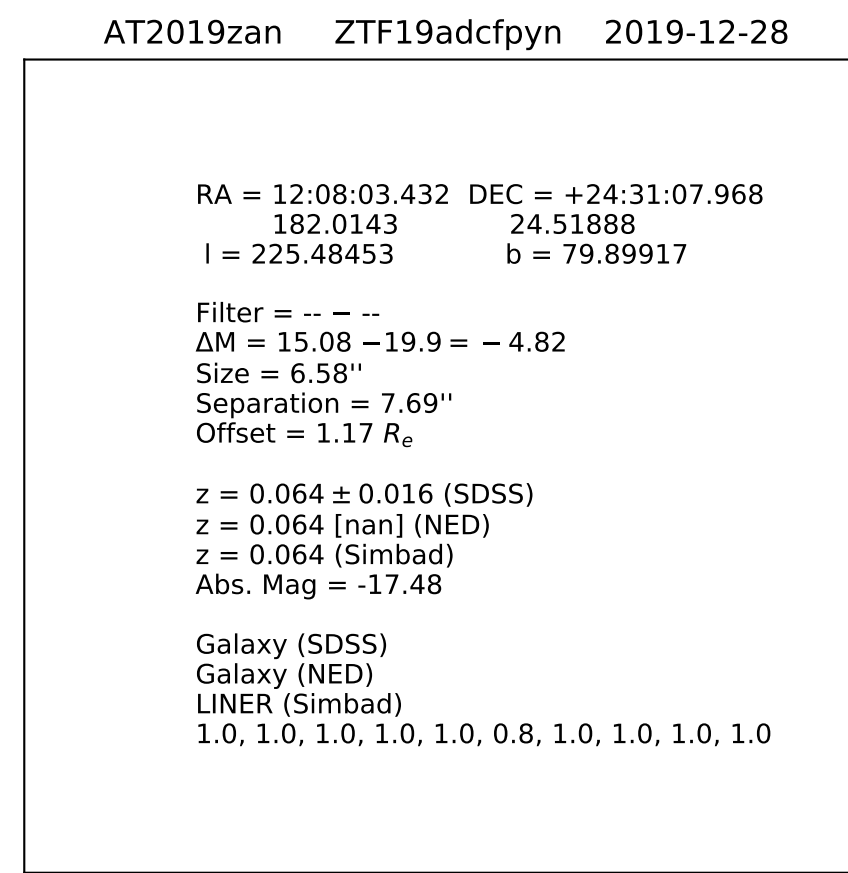 AT2019zan ZTF19adcfpyn 2019-12-28
RA = 12:08:03.432 DEC = +24:31:07.968
182.0143 24.51888
l = 225.48453 b = 79.89917
Filter = -- − --
ΔM = 15.08 −19.9 = − 4.82
Size = 6.58''
Separation = 7.69''
Offset = 1.17 Re
z = 0.064 ± 0.016 (SDSS)
z = 0.064 [nan] (NED)
z = 0.064 (Simbad)
Abs. Mag = -17.48
Galaxy (SDSS)
Galaxy (NED)
LINER (Simbad)
1.0, 1.0, 1.0, 1.0, 1.0, 0.8, 1.0, 1.0, 1.0, 1.0